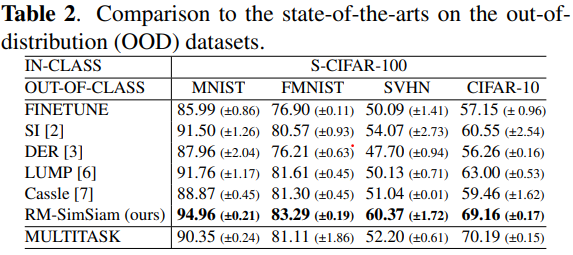 Table 2. Comparison to the state-of-the-arts on the out-of-
distribution (OOD) datasets.
IN-CLASS S-CIFAR-100
OUT-OF-CLASS MNIST FMNIST SVHN CIFAR-10
FINETUNE 85.99 (±0.86) 76.90 (±0.11) 50.09 (±1.41) 57.15 (± 0.96)
SI [2] 91.50 (±1.26) 80.57 (±0.93) 54.07 (±2.73) 60.55 (±2.54)
DER [3] 87.96 (±2.04) 76.21 (±0.63) 47.70 (±0.94) 56.26 (±0.16)
LUMP [6] 91.76 (±1.17) 81.61 (±0.45) 50.13 (±0.71) 63.00 (±0.53)
Cassle [7] 88.87 (±0.45) 81.30 (±0.45) 51.04 (±0.01) 59.46 (±1.62)
RM-SimSiam (ours) 94.96 (±0.21) 83.29 (±0.19) 60.37 (±1.72) 69.16 (±0.17)
MULTITASK 90.35 (±0.24) 81.11 (±1.86) 52.20 (±0.61) 70.19 (±0.15)